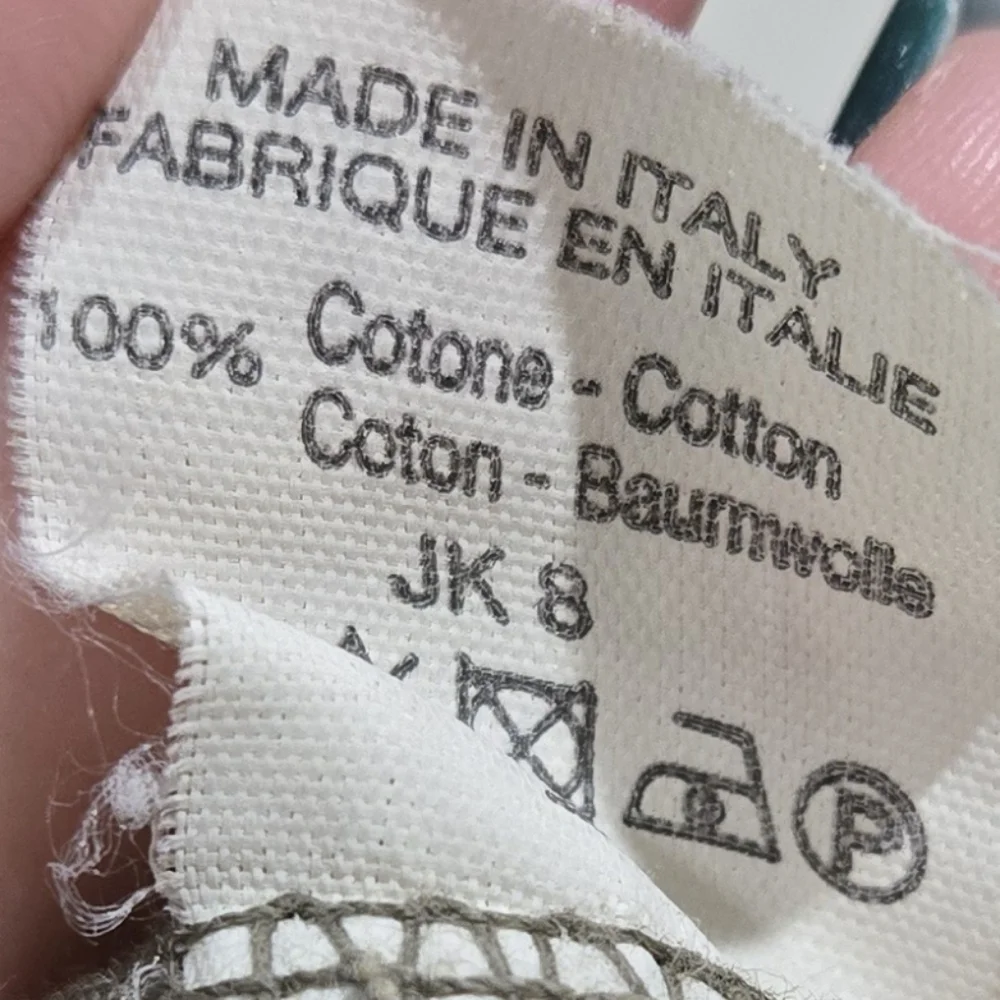 MADE IN ITALY
FABRIQUE EN ITALIE
100% Cotone - Cotton
Coton - Baumwolle
JK 8
P